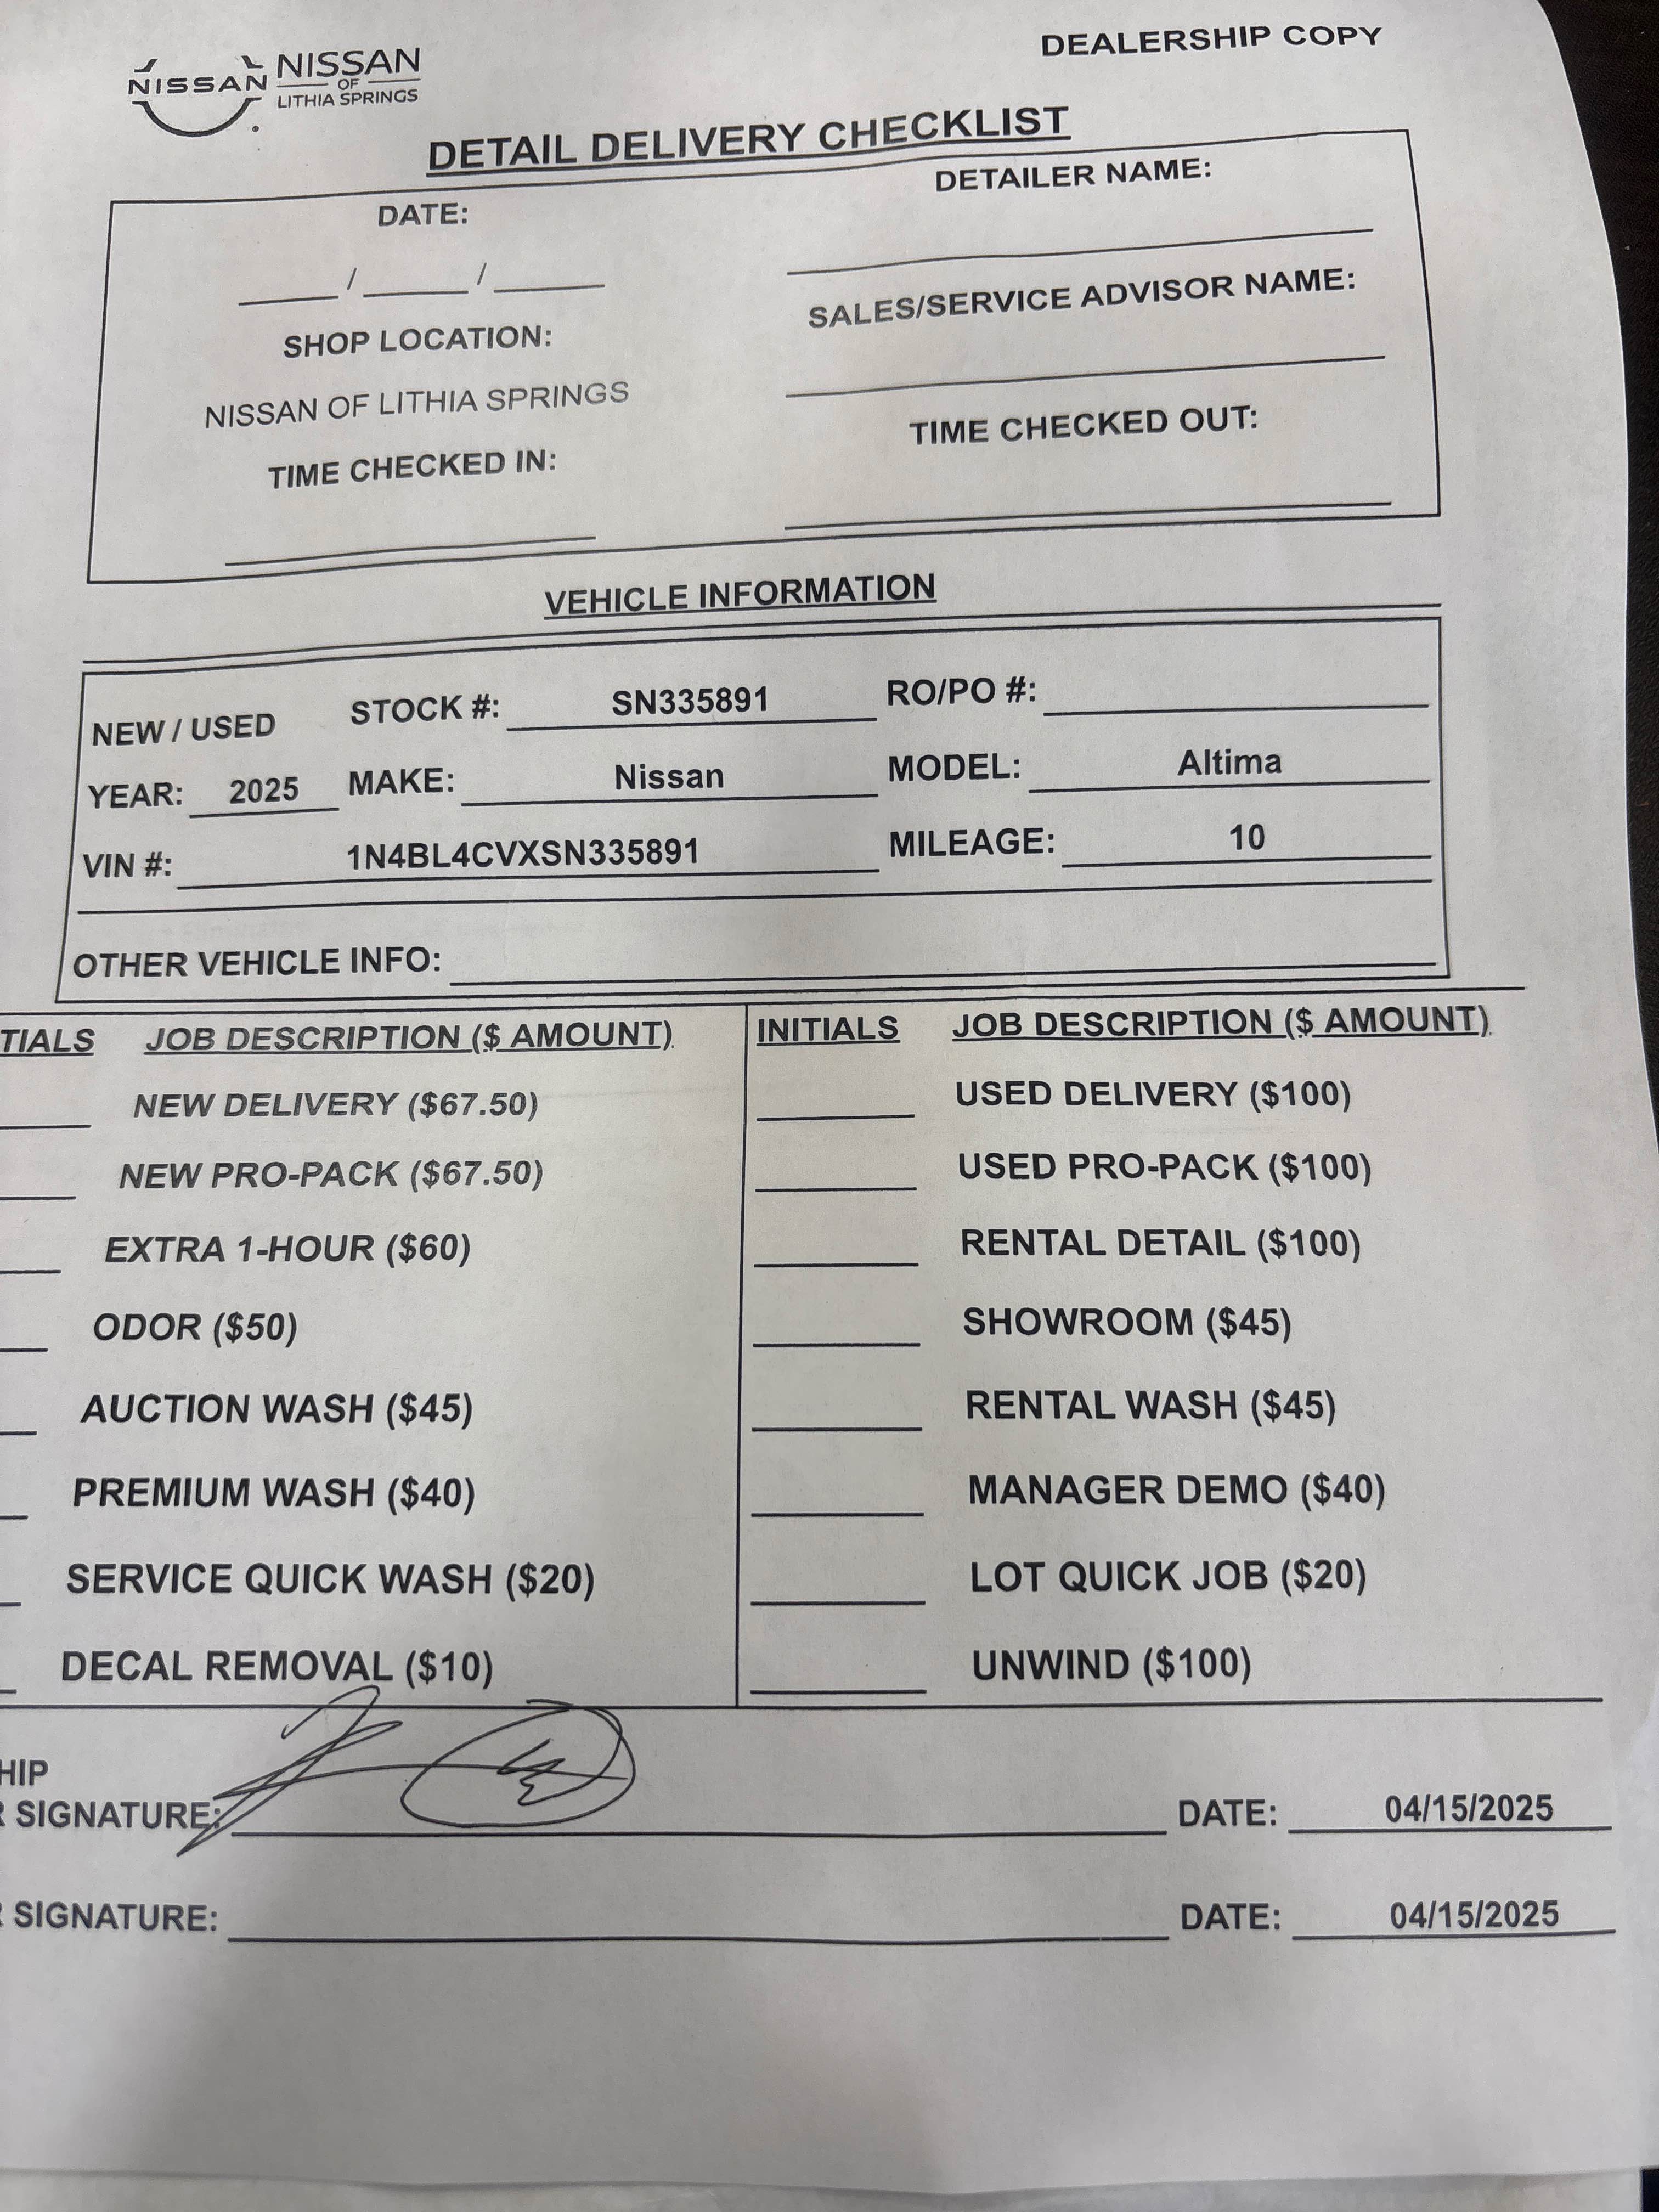 DEALERSHIP COPY
NISSAN
NISSAN
OF
LITHIA SPRINGS
DETAIL DELIVERY CHECKLIST
DATE:
DETAILER NAME:
____/____/____
SHOP LOCATION:
SALES/SERVICE ADVISOR NAME:
NISSAN OF LITHIA SPRINGS
TIME CHECKED IN:
TIME CHECKED OUT:
VEHICLE INFORMATION
NEW / USED STOCK #: SN335891 RO/PO #:
YEAR: 2025 MAKE: Nissan MODEL: Altima
VIN #: 1N4BL4CVXSN335891 MILEAGE: 10
OTHER VEHICLE INFO:
TIALS JOB DESCRIPTION ($ AMOUNT) INITIALS JOB DESCRIPTION ($ AMOUNT)
NEW DELIVERY ($67.50) USED DELIVERY ($100)
NEW PRO-PACK ($67.50) USED PRO-PACK ($100)
EXTRA 1-HOUR ($60) RENTAL DETAIL ($100)
ODOR ($50) SHOWROOM ($45)
AUCTION WASH ($45) RENTAL WASH ($45)
PREMIUM WASH ($40) MANAGER DEMO ($40)
SERVICE QUICK WASH ($20) LOT QUICK JOB ($20)
DECAL REMOVAL ($10) UNWIND ($100)
HIP
R SIGNATURE: DATE: 04/15/2025
R SIGNATURE: DATE: 04/15/2025